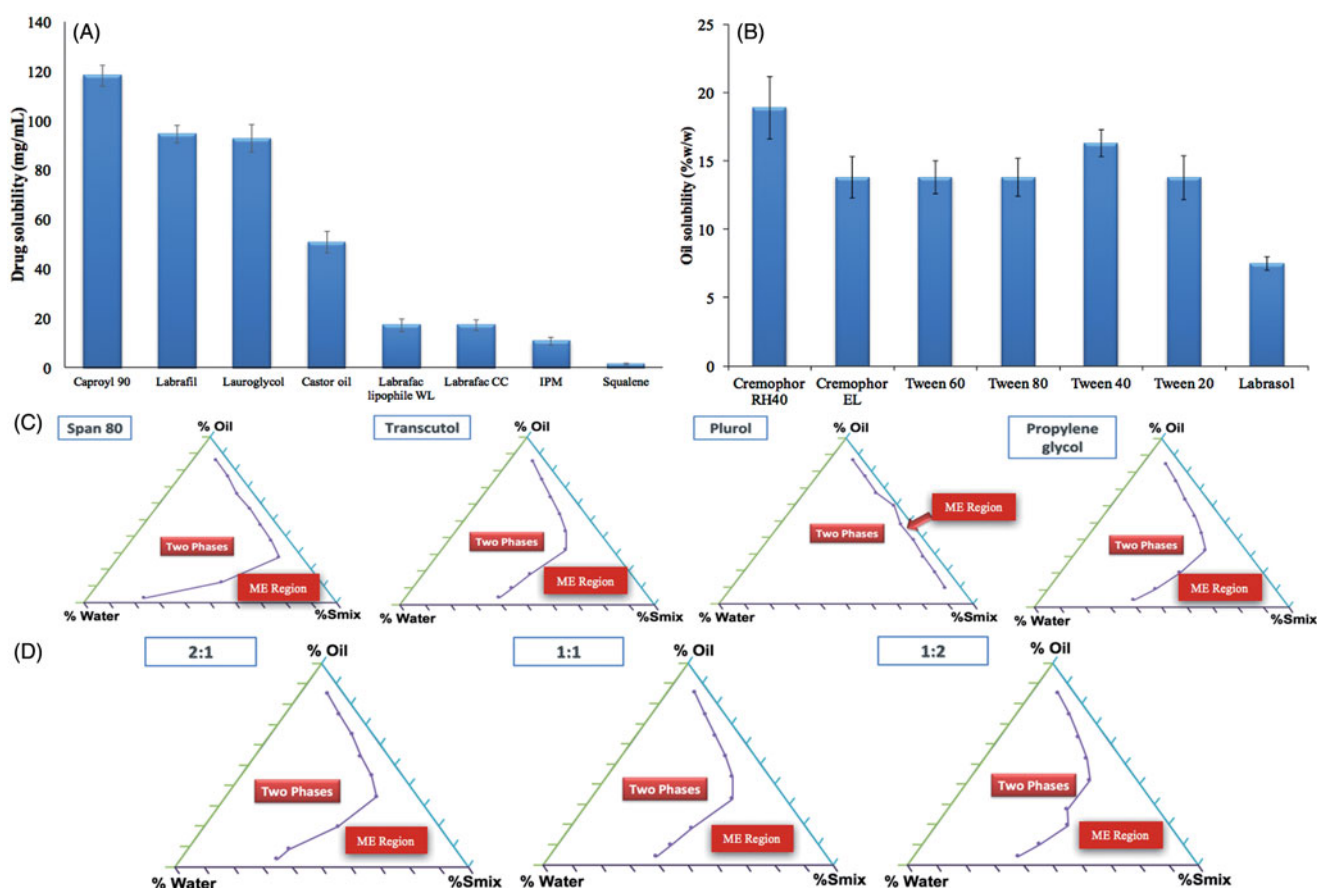 (A)
140
120
100
80
60
40
20
0
Drug solubility (mg/mL)
Caproyl 90
Labrafil
Lauroglycol
Castor oil
Labrafac
lipophile WL
Labrafac CC
IPM
Squalene
(B)
25
20
15
10
5
0
Oil solubility (%w/w)
Cremophor
RH40
Cremophor
EL
Tween 60
Tween 80
Tween 40
Tween 20
Labrasol
(C)
Span 80
% Oil
Two Phases
ME Region
% Water
%Smix
Transcutol
% Oil
Two Phases
ME Region
% Water
%Smix
Plurol
% Oil
ME Region
Two Phases
% Water
%Smix
Propylene
glycol
% Oil
Two Phases
ME Region
% Water
%Smix
(D)
2:1
% Oil
Two Phases
ME Region
% Water
%Smix
1:1
% Oil
Two Phases
ME Region
% Water
%Smix
1:2
% Oil
Two Phases
ME Region
% Water
%Smix